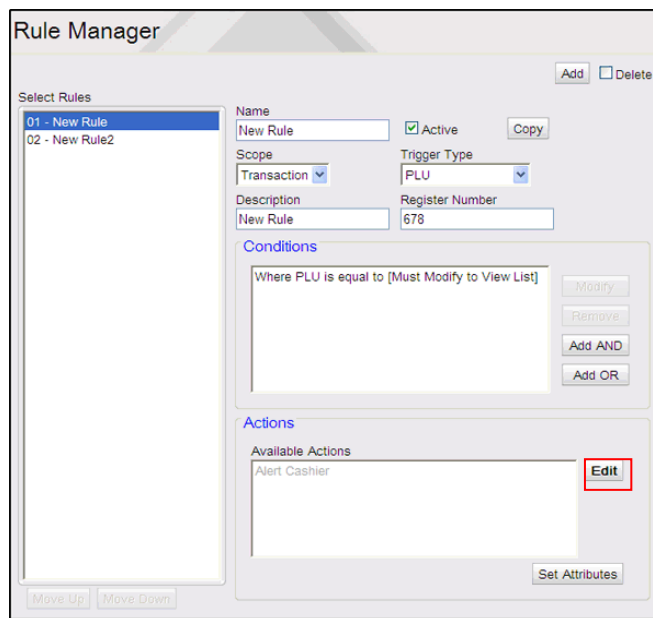 Rule Manager
Add
Delete
Select Rules
01 - New Rule
02 - New Rule2
Move Up
Move Down
Name
New Rule
Active
Copy
Scope
Trigger Type
Transaction
PLU
Description
Register Number
New Rule
678
Conditions
Where PLU is equal to [Must Modify to View List]
Modify
Remove
Add AND
Add OR
Actions
Available Actions
Alert Cashier
Edit
Set Attributes